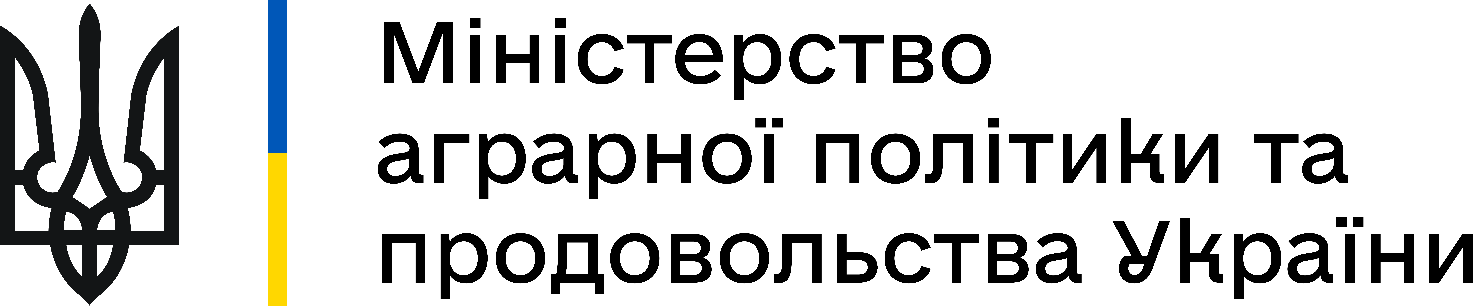 Міністерство
аграрної політики та
продовольства України